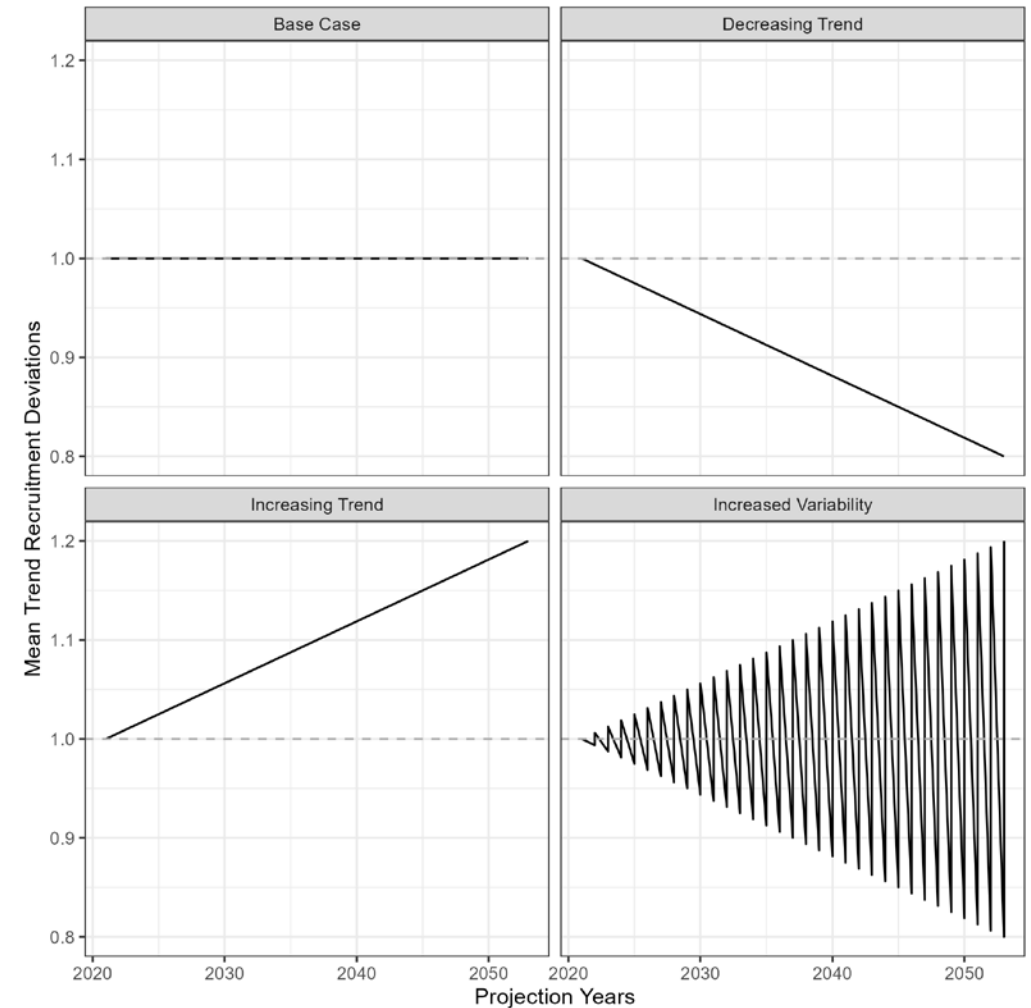 Base Case
Decreasing Trend
1.2
1.1
1.0
0.9
0.8
Mean Trend Recruitment Deviations
Increasing Trend
Increased Variability
1.2
1.1
1.0
0.9
0.8
2020 2030 2040 2050 2020 2030 2040 2050
Projection Years